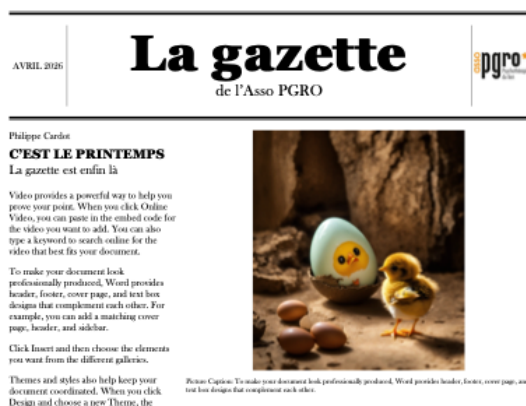 AVRIL 2026
La gazette
de l'Asso PGRO
asso
pgro
Philippe Cardot
C'EST LE PRINTEMPS
La gazette est enfin là
Video provides a powerful way to help you
prove your point. When you click Online
Video, you can paste in the embed code for
the video you want to add. You can also
type a keyword to search online for the
video that best fits your document.
To make your document look
professionally produced, Word provides
header, footer, cover page, and text box
designs that complement each other. For
example, you can add a matching cover
page, header, and sidebar.
Click Insert and then choose the elements
you want from the different galleries.
Themes and styles also help keep your
document coordinated. When you click
Design and choose a new Theme, the
Picture Caption: To make your document look professionally produced, Word provides header, footer, cover page, and
text box designs that complement each other.